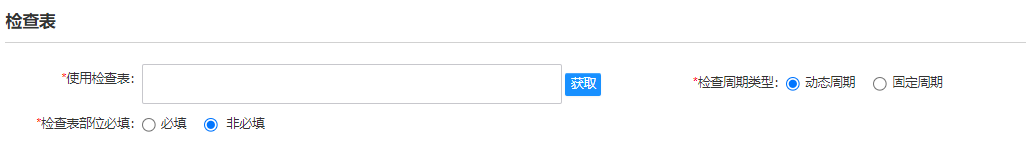 检查表
*使用检查表: 获取 *检查周期类型: 动态周期 固定周期
*检查表部位必填: 必填 非必填